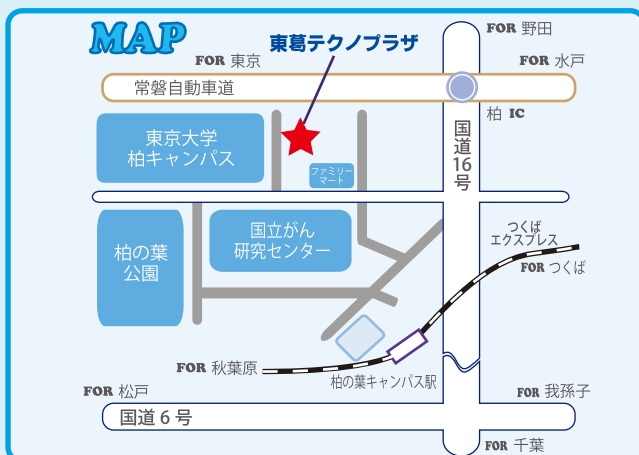 MAP
東葛テクノプラザ
FOR 野田
FOR 東京
FOR 水戸
常磐自動車道
柏 IC
東京大学
柏キャンパス
国道16号
ファミリー
マート
柏の葉
公園
国立がん
研究センター
つくば
エクスプレス
FOR つくば
FOR 秋葉原
柏の葉キャンパス駅
FOR 松戸
FOR 我孫子
国道6号
FOR 千葉